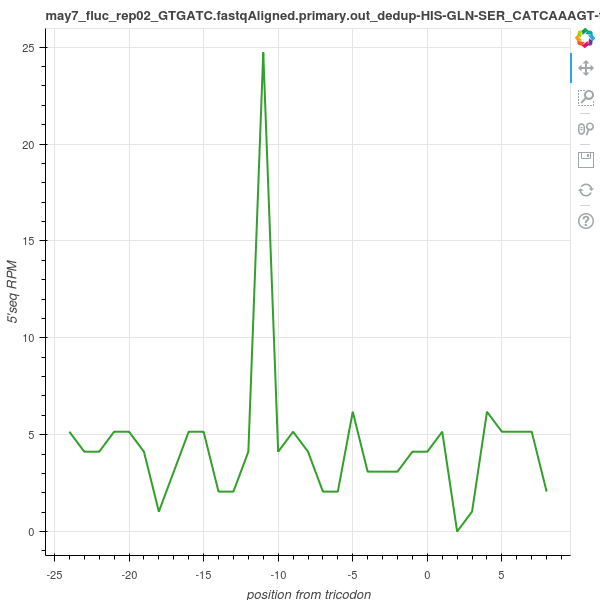 may7_fluc_rep02_GTGATC.fastqAligned.primary.out_dedup-HIS-GLN-SER_CATCAAAGT-
25
20
15
10
5
0
5'seq RPM
-25 -20 -15 -10 -5 0 5
position from tricodon